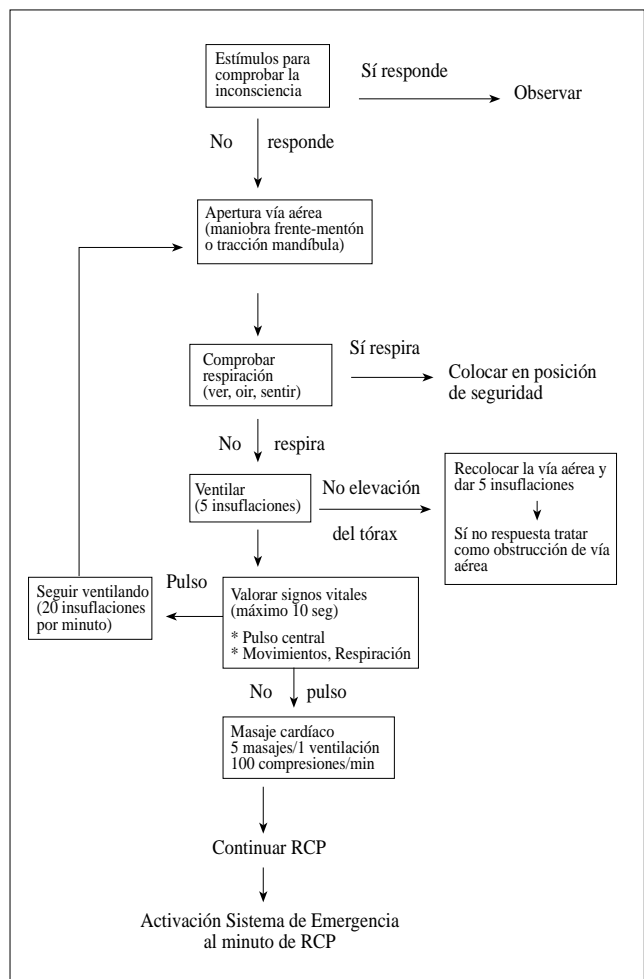 Estímulos para
comprobar la
inconsciencia
Sí responde
Observar
No responde
Apertura vía aérea
(maniobra frente-mentón
o tracción mandíbula)
Comprobar
respiración
(ver, oir, sentir)
Sí respira
Colocar en posición
de seguridad
No respira
Ventilar
(5 insuflaciones)
No elevación
del tórax
Recolocar la vía aérea y
dar 5 insuflaciones
Sí no respuesta tratar
como obstrucción de vía
aérea
Seguir ventilando
(20 insuflaciones
por minuto)
Pulso
Valorar signos vitales
(máximo 10 seg)
* Pulso central
* Movimientos, Respiración
No pulso
Masaje cardíaco
5 masajes/1 ventilación
100 compresiones/min
Continuar RCP
Activación Sistema de Emergencia
al minuto de RCP